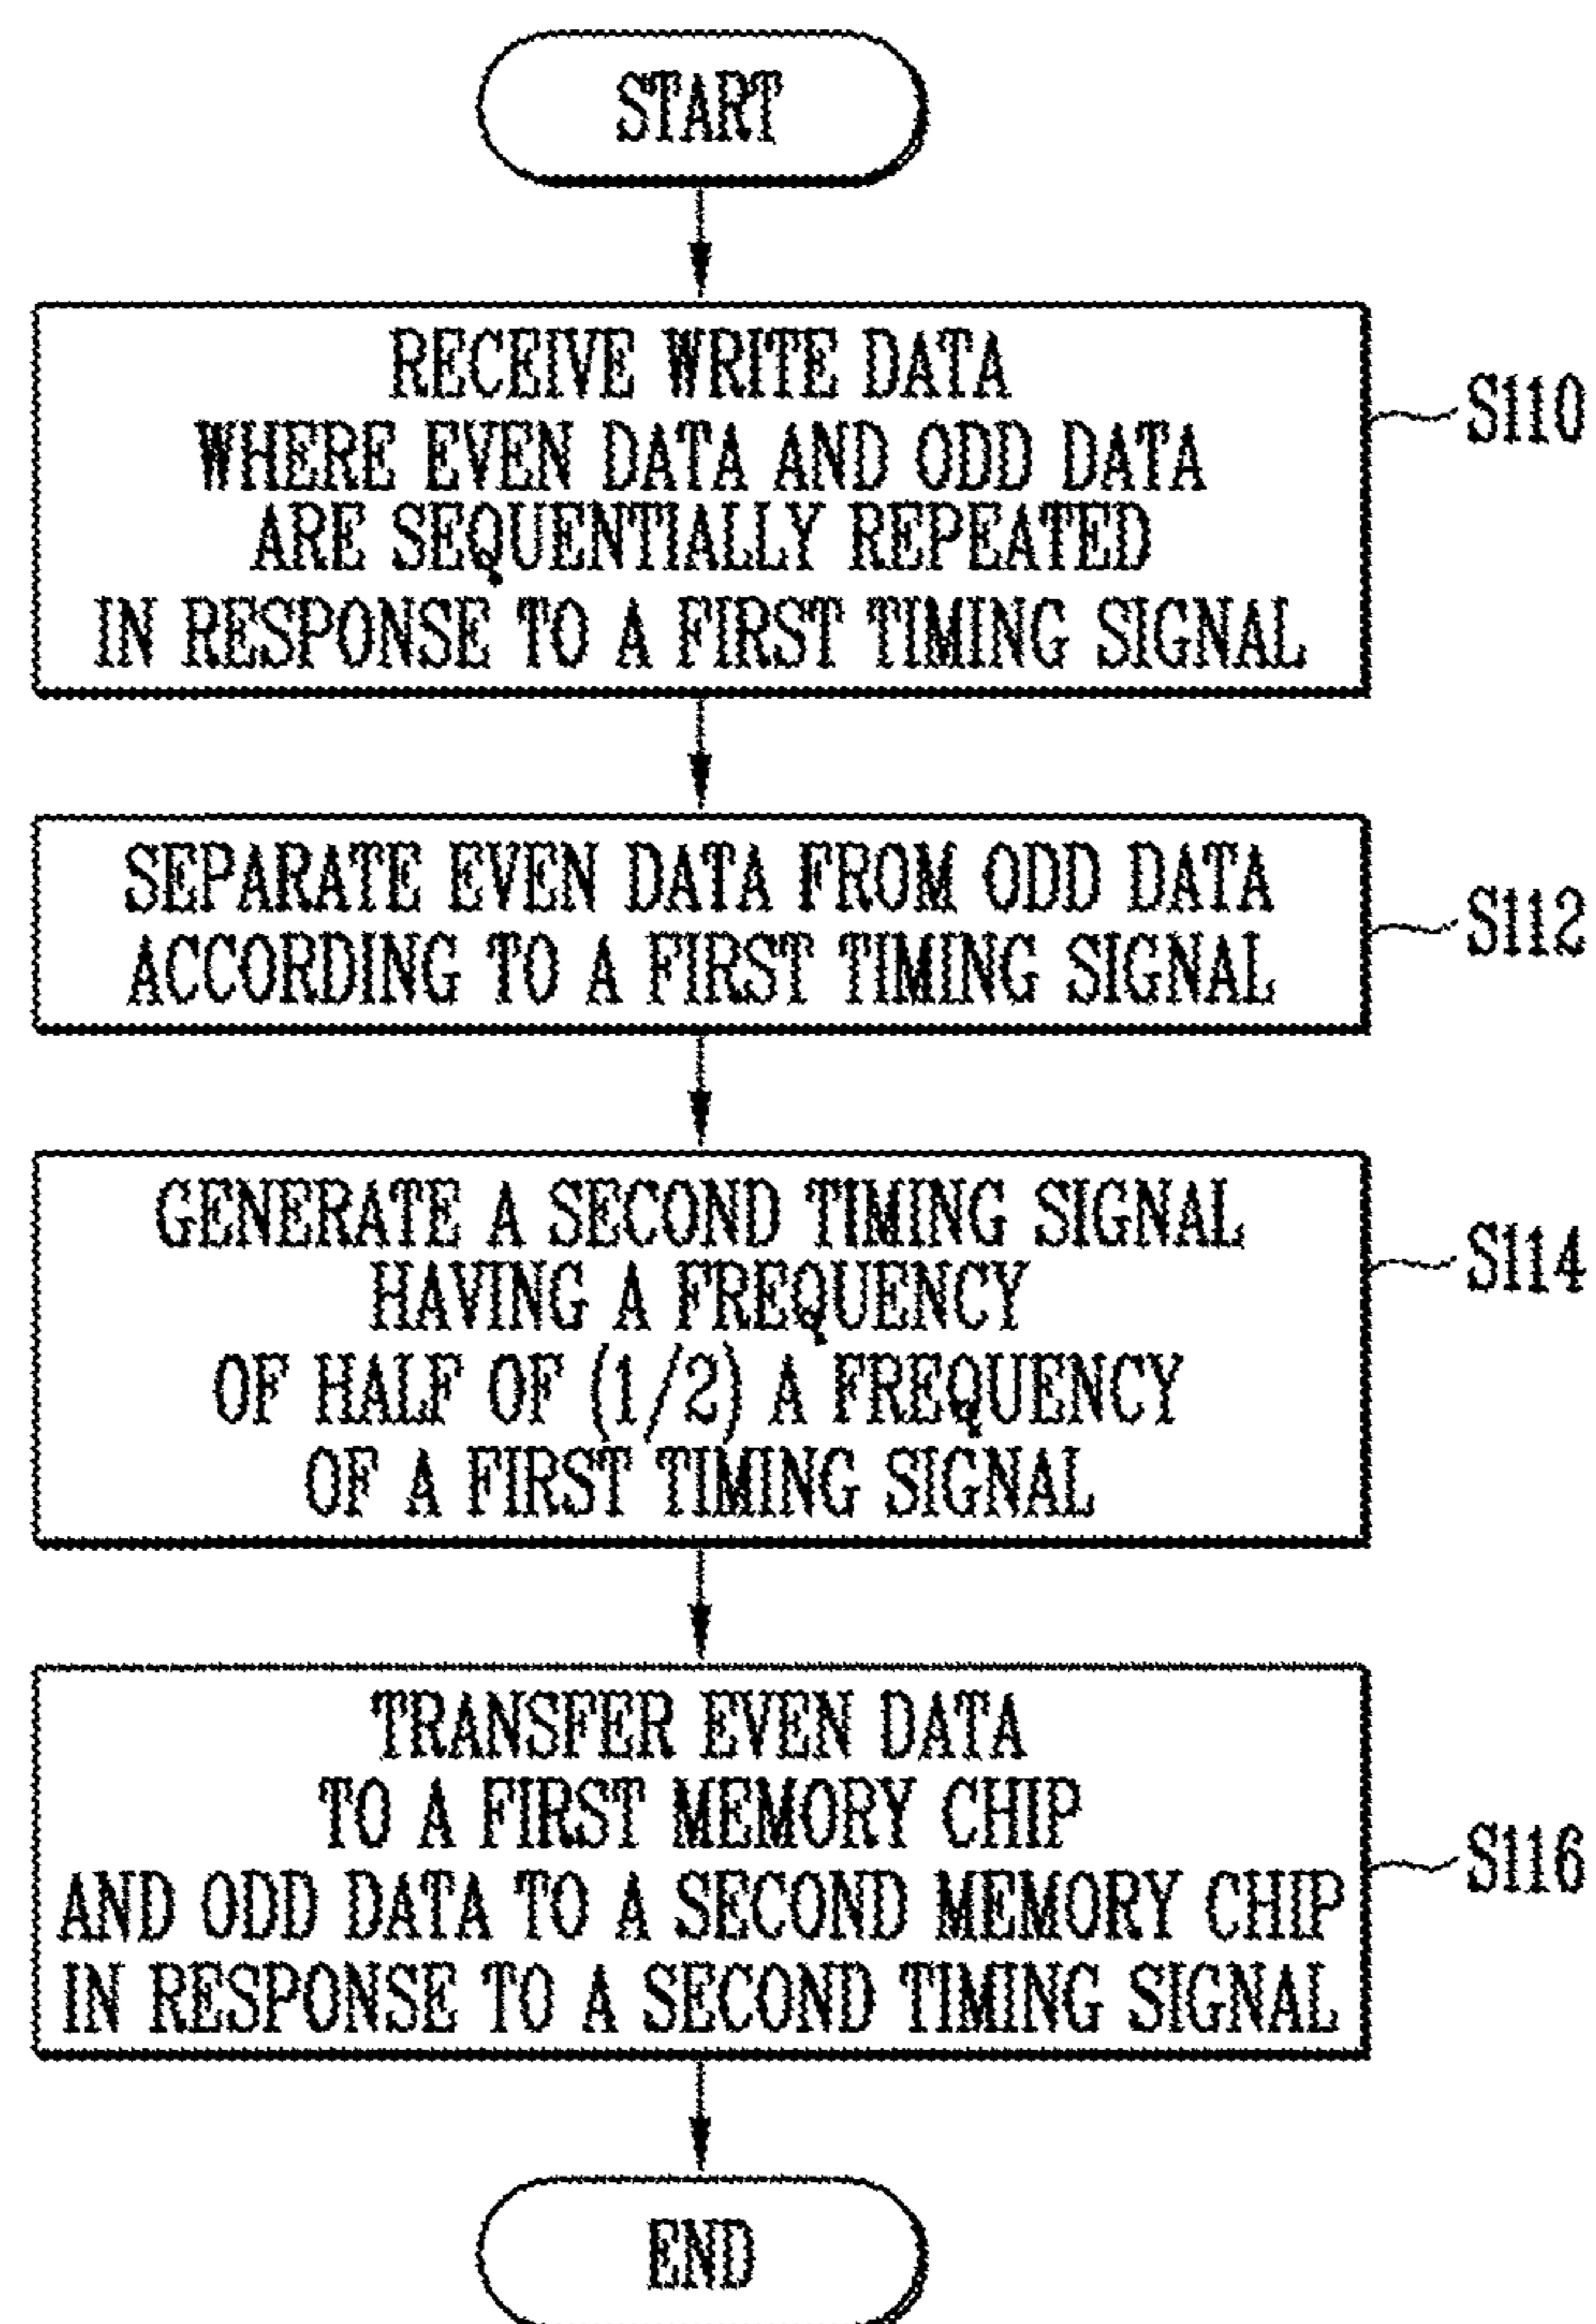 START
RECEIVE WRITE DATA
WHERE EVEN DATA AND ODD DATA
ARE SEQUENTIALLY REPEATED
IN RESPONSE TO A FIRST TIMING SIGNAL
S110
SEPARATE EVEN DATA FROM ODD DATA
ACCORDING TO A FIRST TIMING SIGNAL
S112
GENERATE A SECOND TIMING SIGNAL
HAVING A FREQUENCY
OF HALF OF (1/2) A FREQUENCY
OF A FIRST TIMING SIGNAL
S114
TRANSFER EVEN DATA
TO A FIRST MEMORY CHIP
AND ODD DATA TO A SECOND MEMORY CHIP
IN RESPONSE TO A SECOND TIMING SIGNAL
S116
END